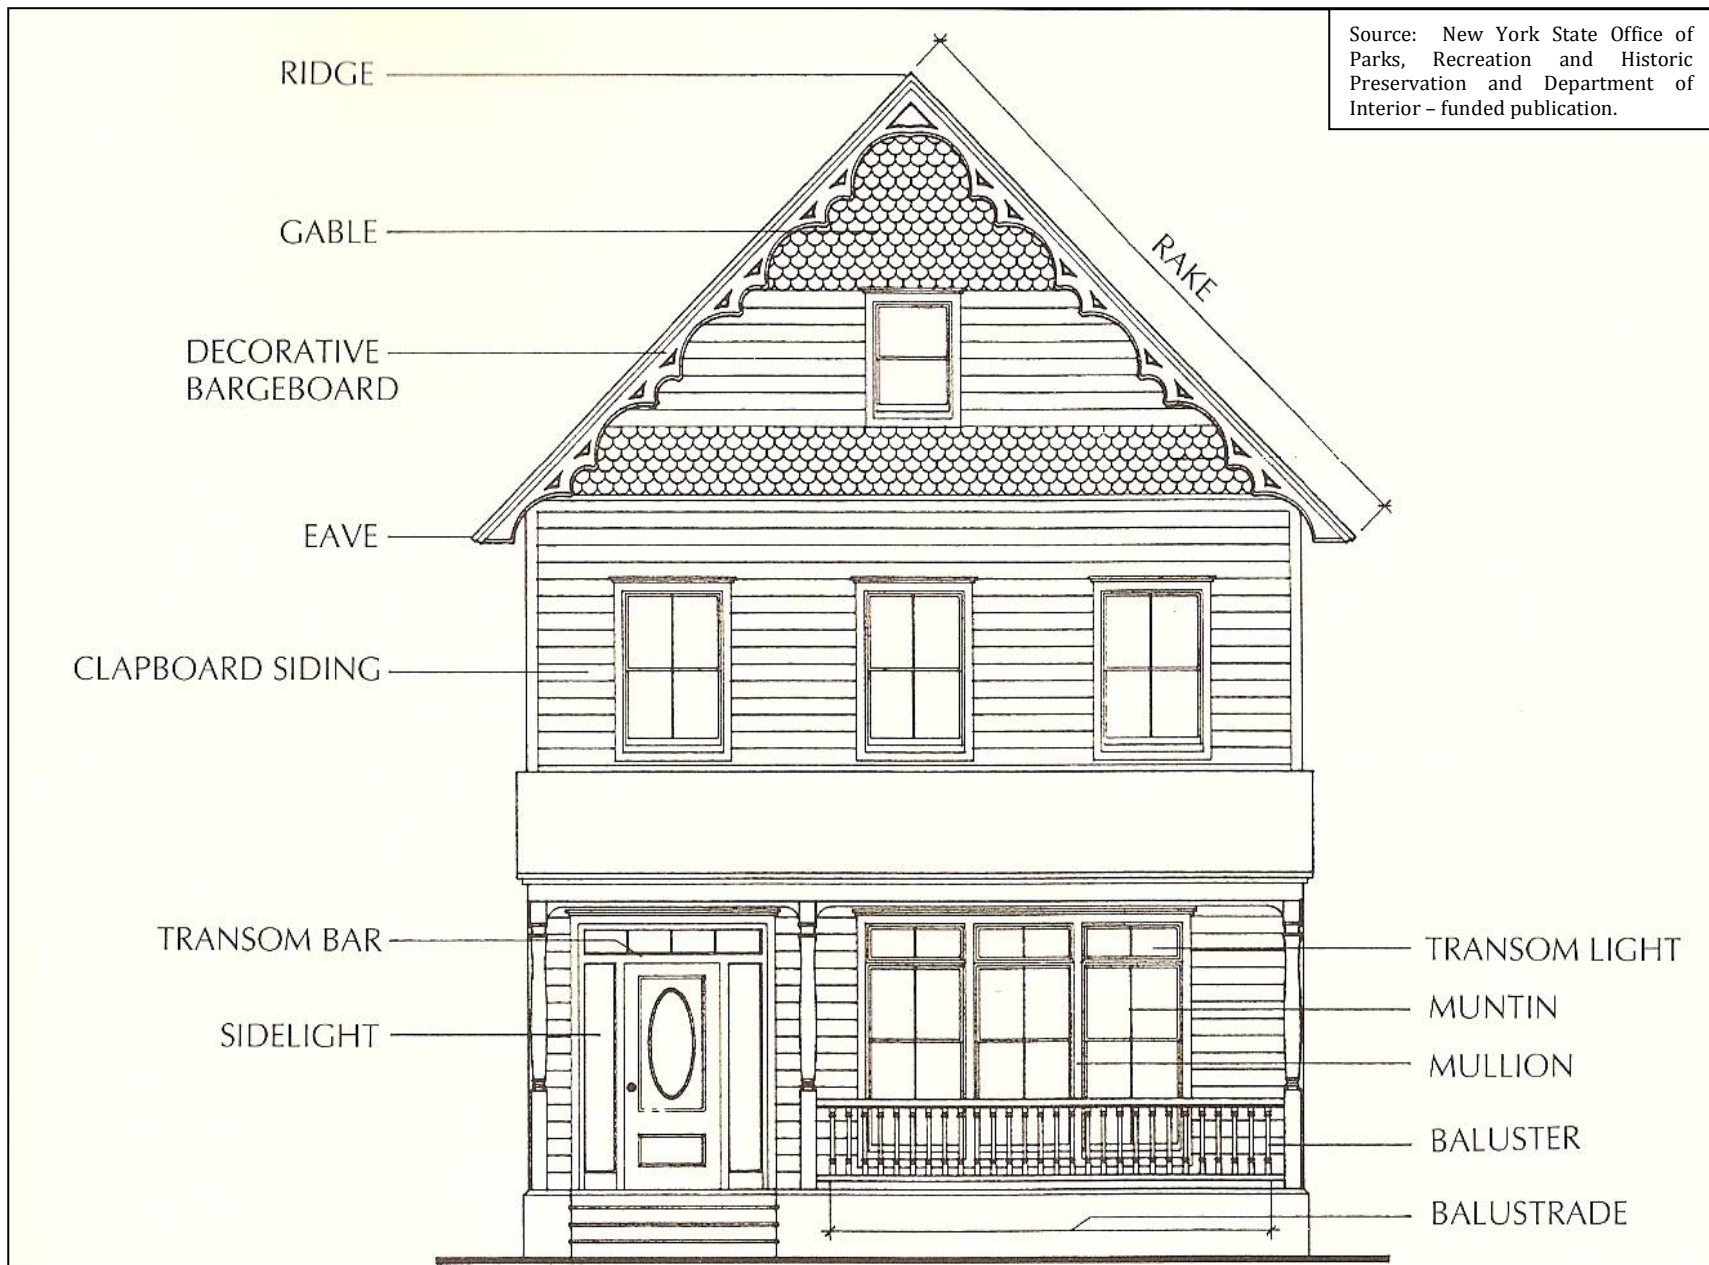 Source: New York State Office of
Parks, Recreation and Historic
Preservation and Department of
Interior – funded publication.
RIDGE
GABLE
RAKE
DECORATIVE
BARGEBOARD
EAVE
CLAPBOARD SIDING
TRANSOM BAR
SIDELIGHT
TRANSOM LIGHT
MUNTIN
MULLION
BALUSTER
BALUSTRADE